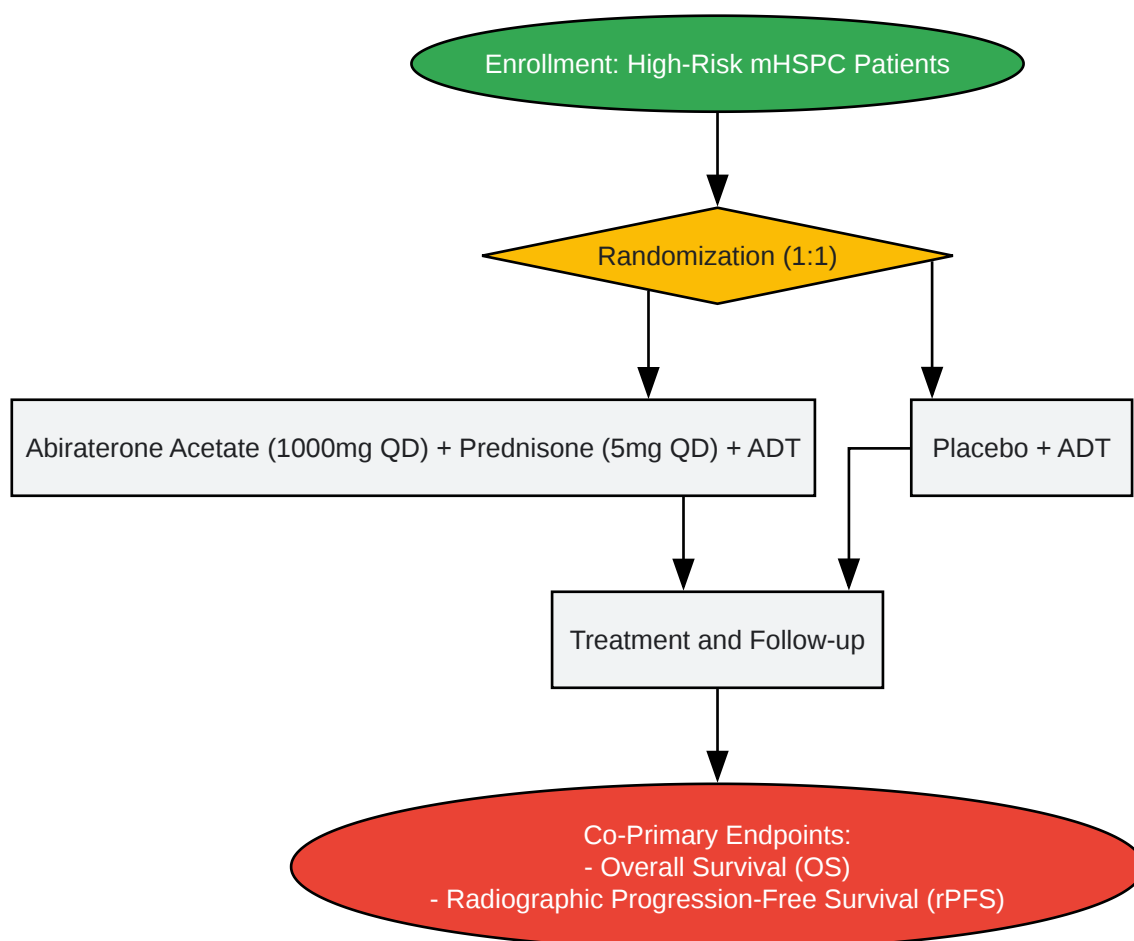 Enrollment: High-Risk mHSPC Patients
Randomization (1:1)
Abiraterone Acetate (1000mg QD) + Prednisone (5mg QD) + ADT
Placebo + ADT
Treatment and Follow-up
Co-Primary Endpoints:
- Overall Survival (OS)
- Radiographic Progression-Free Survival (rPFS)